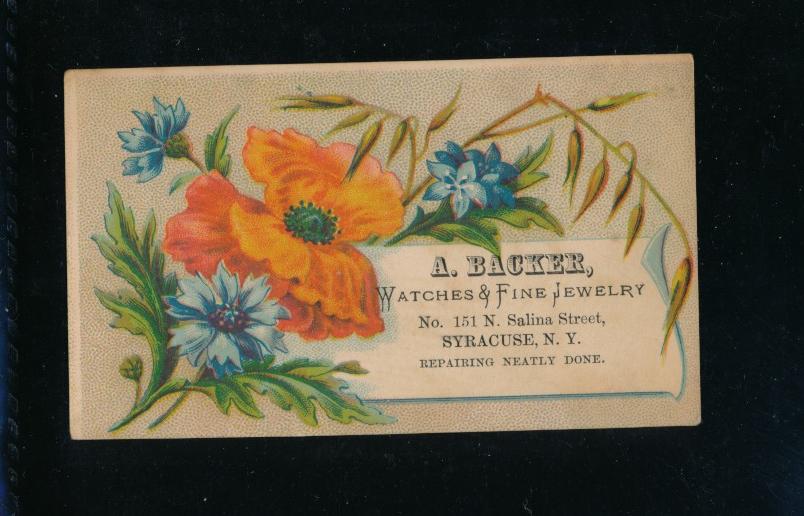 A. BACKER,
WATCHES & FINE JEWELRY
No. 151 N. Salina Street,
SYRACUSE, N. Y.
REPAIRING NEATLY DONE.